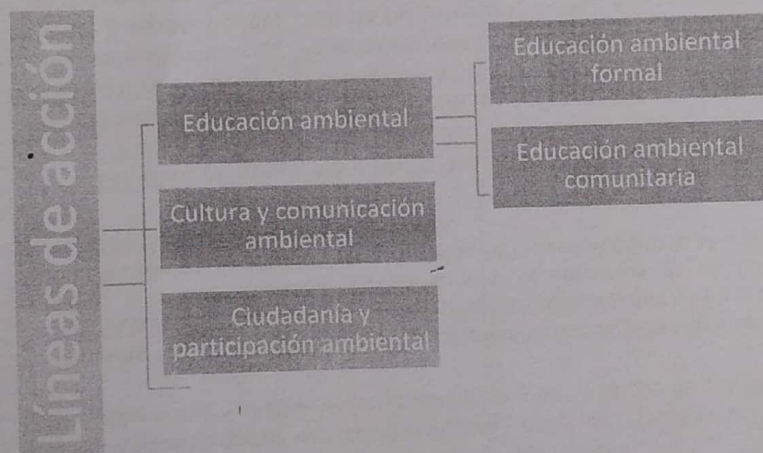 Líneas de acción
Educación ambiental
Educación ambiental
formal
Educación ambiental
comunitaria
Cultura y comunicación
ambiental
Ciudadanía y
participación ambiental